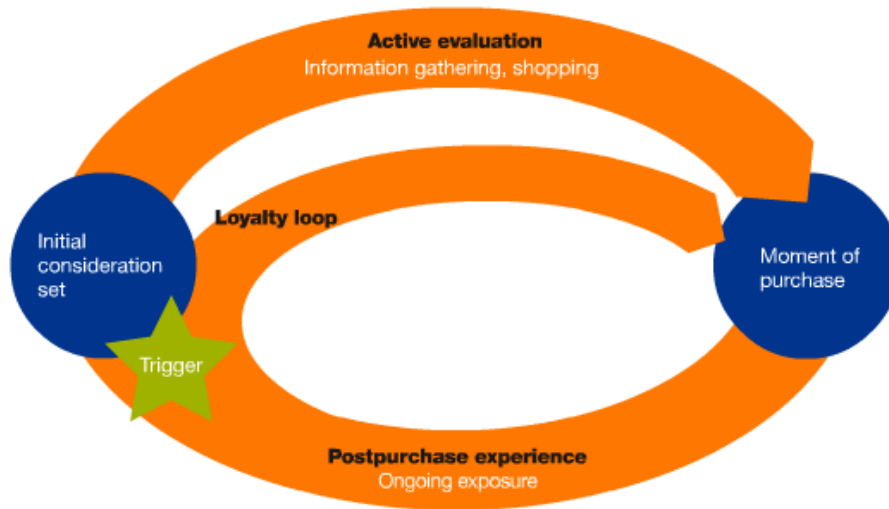 Active evaluation
Information gathering, shopping
Loyalty loop
Initial
consideration
set
Moment of
purchase
Trigger
Postpurchase experience
Ongoing exposure